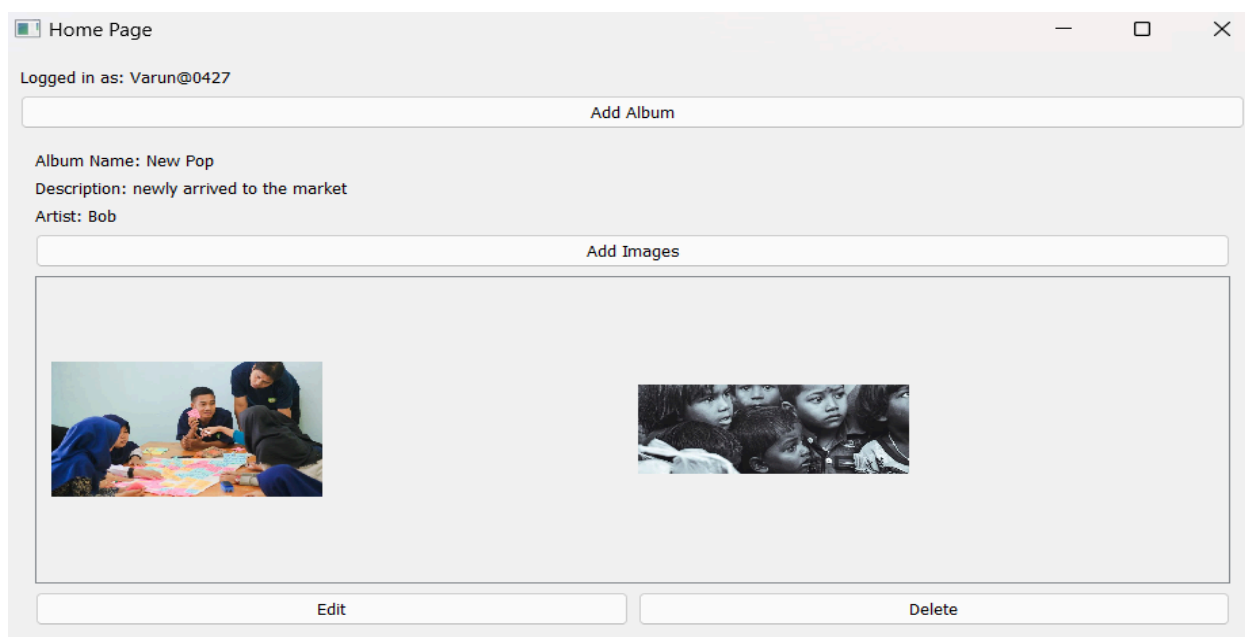 Home Page
Logged in as: Varun@0427
Add Album
Album Name: New Pop
Description: newly arrived to the market
Artist: Bob
Add Images
Edit
Delete